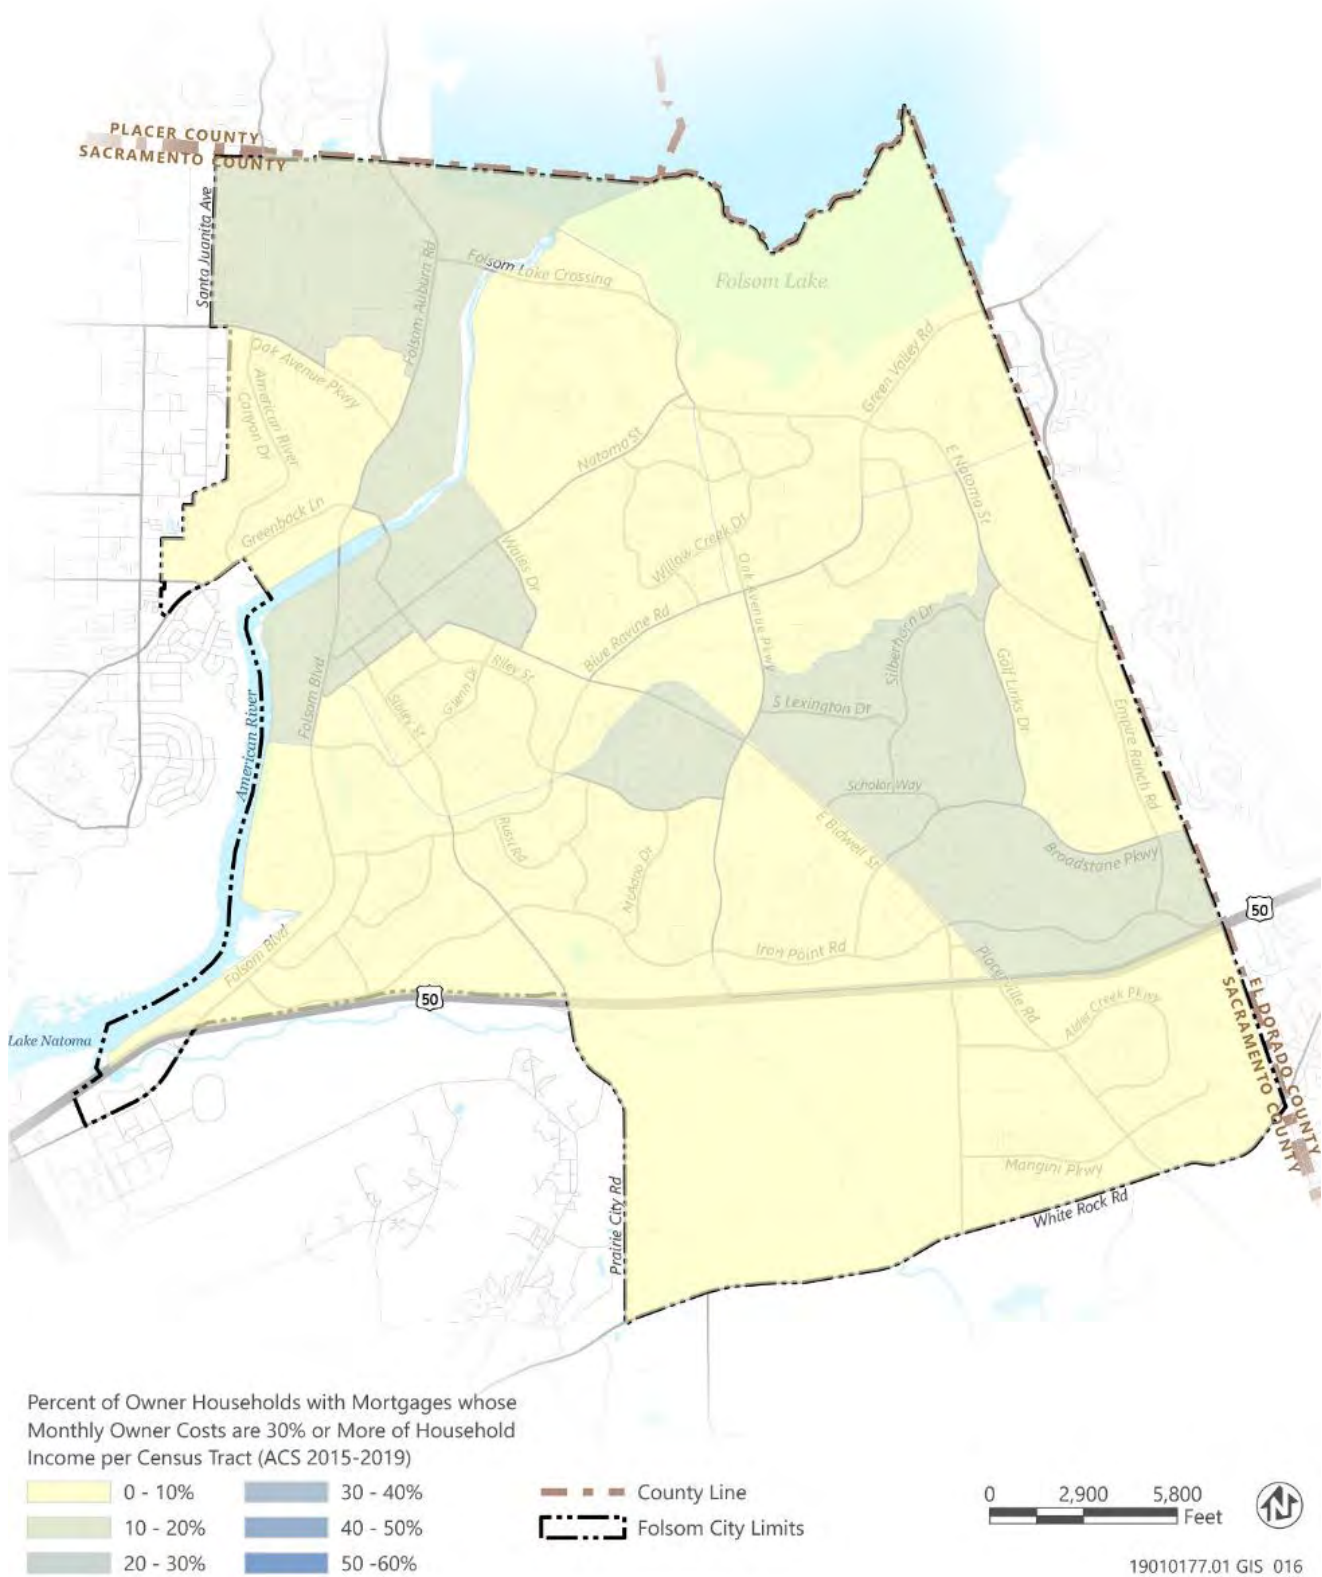 PLACER COUNTY
SACRAMENTO COUNTY
Santa Juanita Ave
Folsom Auburn Rd
Folsom Lake Crossing
Folsom Lake
Oak Avenue Pkwy
American River
Canyon Dr
Green Valley Rd
Natoma St
E Natoma St
Greenback Ln
Willow Creek Dr
Wales Dr
Oak Avenue Pkwy
Blue Ravine Rd
Silberhorn Dr
Riley St
Glenn Dr
Sibley St
Folsom Blvd
American River
S Lexington Dr
Golf Links Dr
Empire Ranch Rd
Scholar Way
E Bidwell St
Broadstone Pkwy
Russi Rd
McAdoo Dr
50
Iron Point Rd
Folsom Blvd
Placerville Rd
50
Alder Creek Pkwy
EL DORADO COUNTY
SACRAMENTO COUNTY
Lake Natoma
Mangini Pkwy
White Rock Rd
Prairie City Rd
Percent of Owner Households with Mortgages whose
Monthly Owner Costs are 30% or More of Household
Income per Census Tract (ACS 2015-2019)
0 - 10%
10 - 20%
20 - 30%
30 - 40%
40 - 50%
50 -60%
County Line
Folsom City Limits
0 2,900 5,800
Feet
N
19010177.01 GIS 016